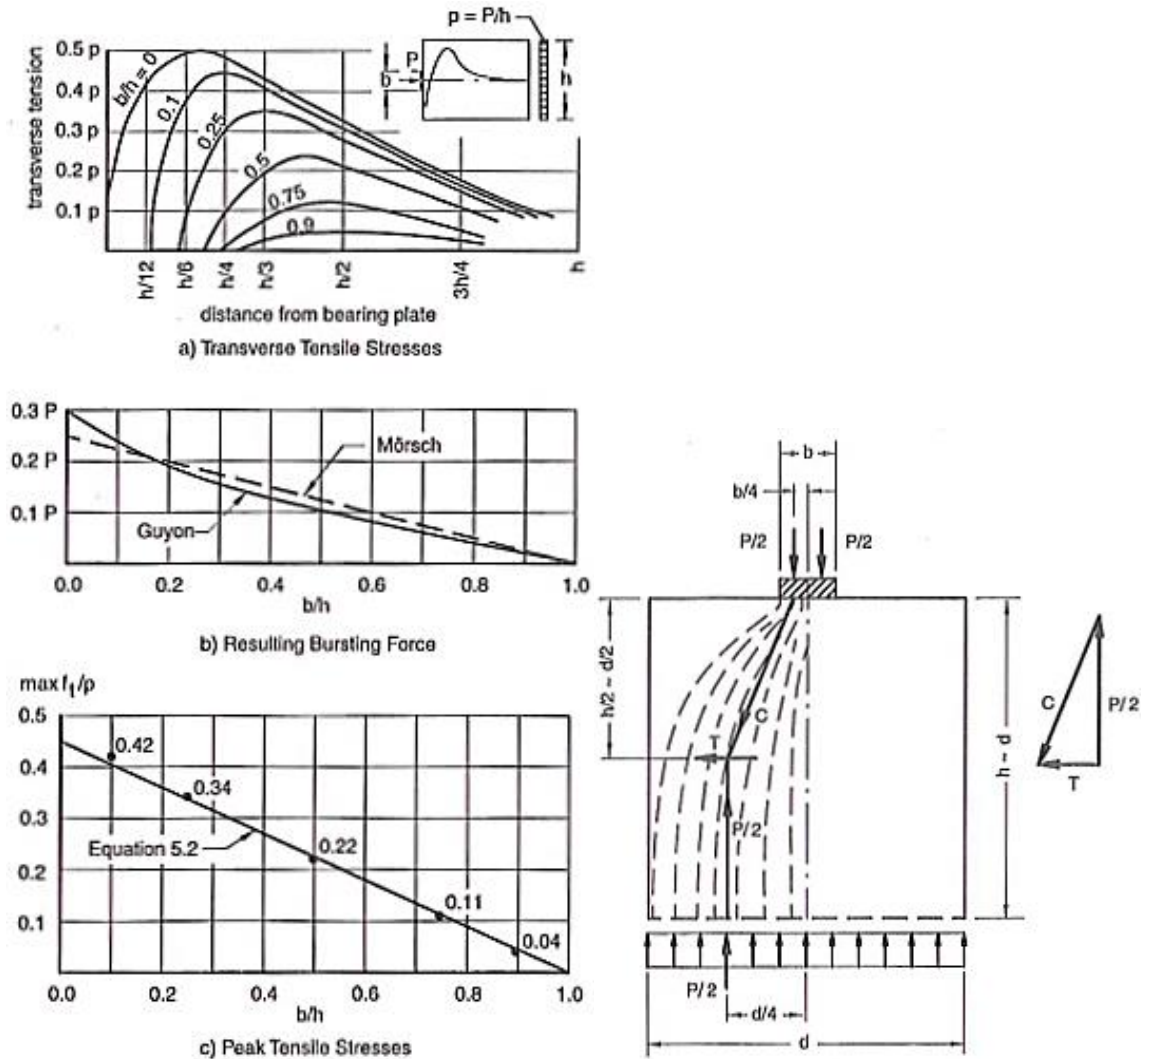 p = P/h
0.5 p
0.4 p
0.3 p
0.2 p
0.1 p
transverse tension
b/h = 0
0.1
0.25
0.5
0.75
0.9
P
b
h
h/12
h/6
h/4
h/3
h/2
3h/4
h
distance from bearing plate
a) Transverse Tensile Stresses
0.3 P
0.2 P
0.1 P
Mörsch
Guyon
0.0 0.2 0.4 0.6 0.8 1.0
b/h
b) Resulting Bursting Force
max f₁/p
0.5
0.4
0.3
0.2
0.1
0.42
0.34
0.22
0.11
0.04
Equation 5.2
0.0 0.2 0.4 0.6 0.8 1.0
b/h
c) Peak Tensile Stresses
b
b/4
P/2 P/2
h/2 ~ d/2
C
T
P/2
h ~ d
P/2
d/4
d
C
P/2
T